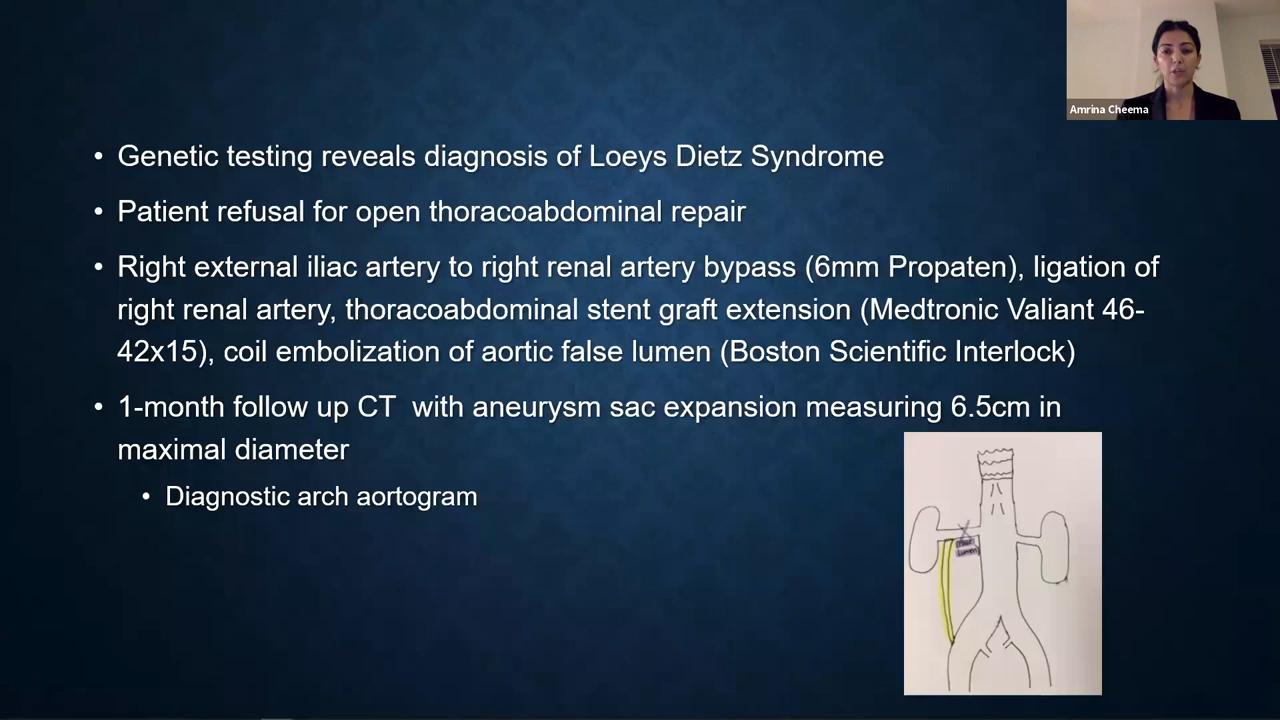 Amrina Cheema
• Genetic testing reveals diagnosis of Loeys Dietz Syndrome
• Patient refusal for open thoracoabdominal repair
• Right external iliac artery to right renal artery bypass (6mm Propaten), ligation of
right renal artery, thoracoabdominal stent graft extension (Medtronic Valiant 46-
42x15), coil embolization of aortic false lumen (Boston Scientific Interlock)
• 1-month follow up CT with aneurysm sac expansion measuring 6.5cm in
maximal diameter
• Diagnostic arch aortogram
lumen